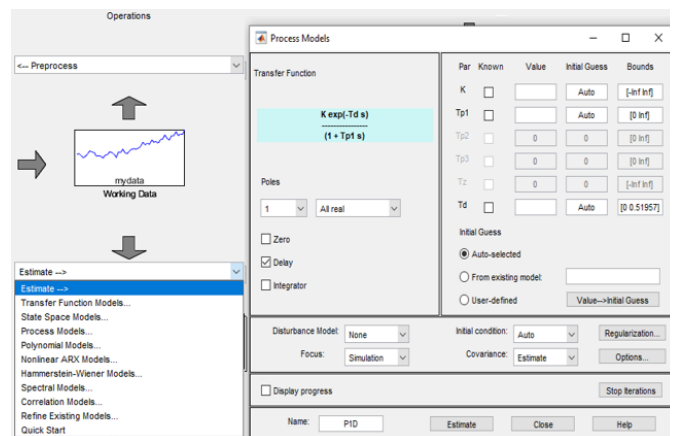 Operations
<-- Preprocess
mydata
Working Data
Estimate -->
Estimate -->
Transfer Function Models...
State Space Models...
Process Models...
Polynomial Models...
Nonlinear ARX Models...
Hammerstein-Wiener Models...
Spectral Models...
Correlation Models...
Refine Existing Models...
Quick Start
Process Models
Transfer Function
K exp(-Td s)
----------------
(1 + Tp1 s)
Poles
1 All real
Zero
Delay
Integrator
Par Known Value Initial Guess Bounds
K Auto [-Inf Inf]
Tp1 Auto [0 Inf]
Tp2 0 0 [0 Inf]
Tp3 0 0 [0 Inf]
Tz 0 0 [-Inf Inf]
Td Auto [0 0.51957]
Initial Guess
Auto-selected
From existing model:
User-defined Value-->Initial Guess
Disturbance Model: None Initial condition: Auto Regularization...
Focus: Simulation Covariance: Estimate Options...
Display progress Stop Iterations
Name: P1D Estimate Close Help